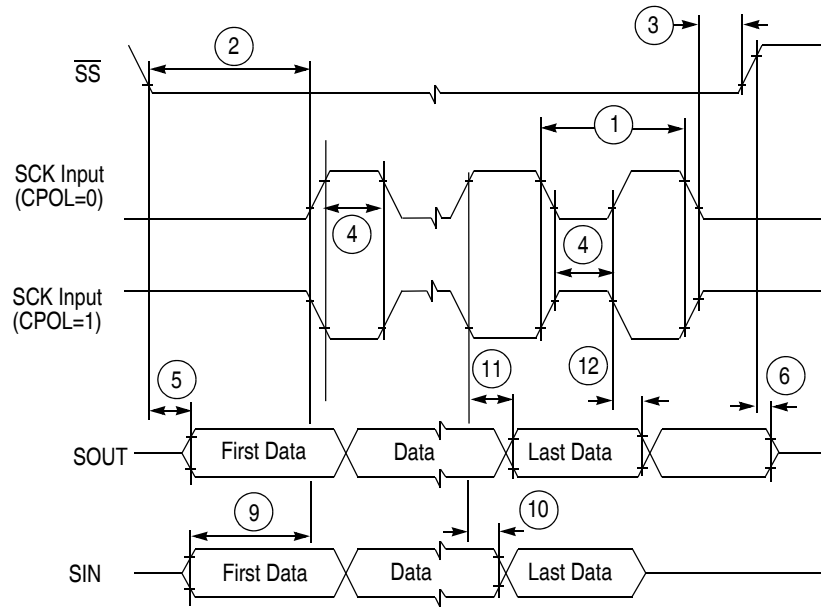 3
2
S̅S̅
1
SCK Input
(CPOL=0)
4
4
SCK Input
(CPOL=1)
5
11
12
6
SOUT
First Data
Data
Last Data
9
10
SIN
First Data
Data
Last Data